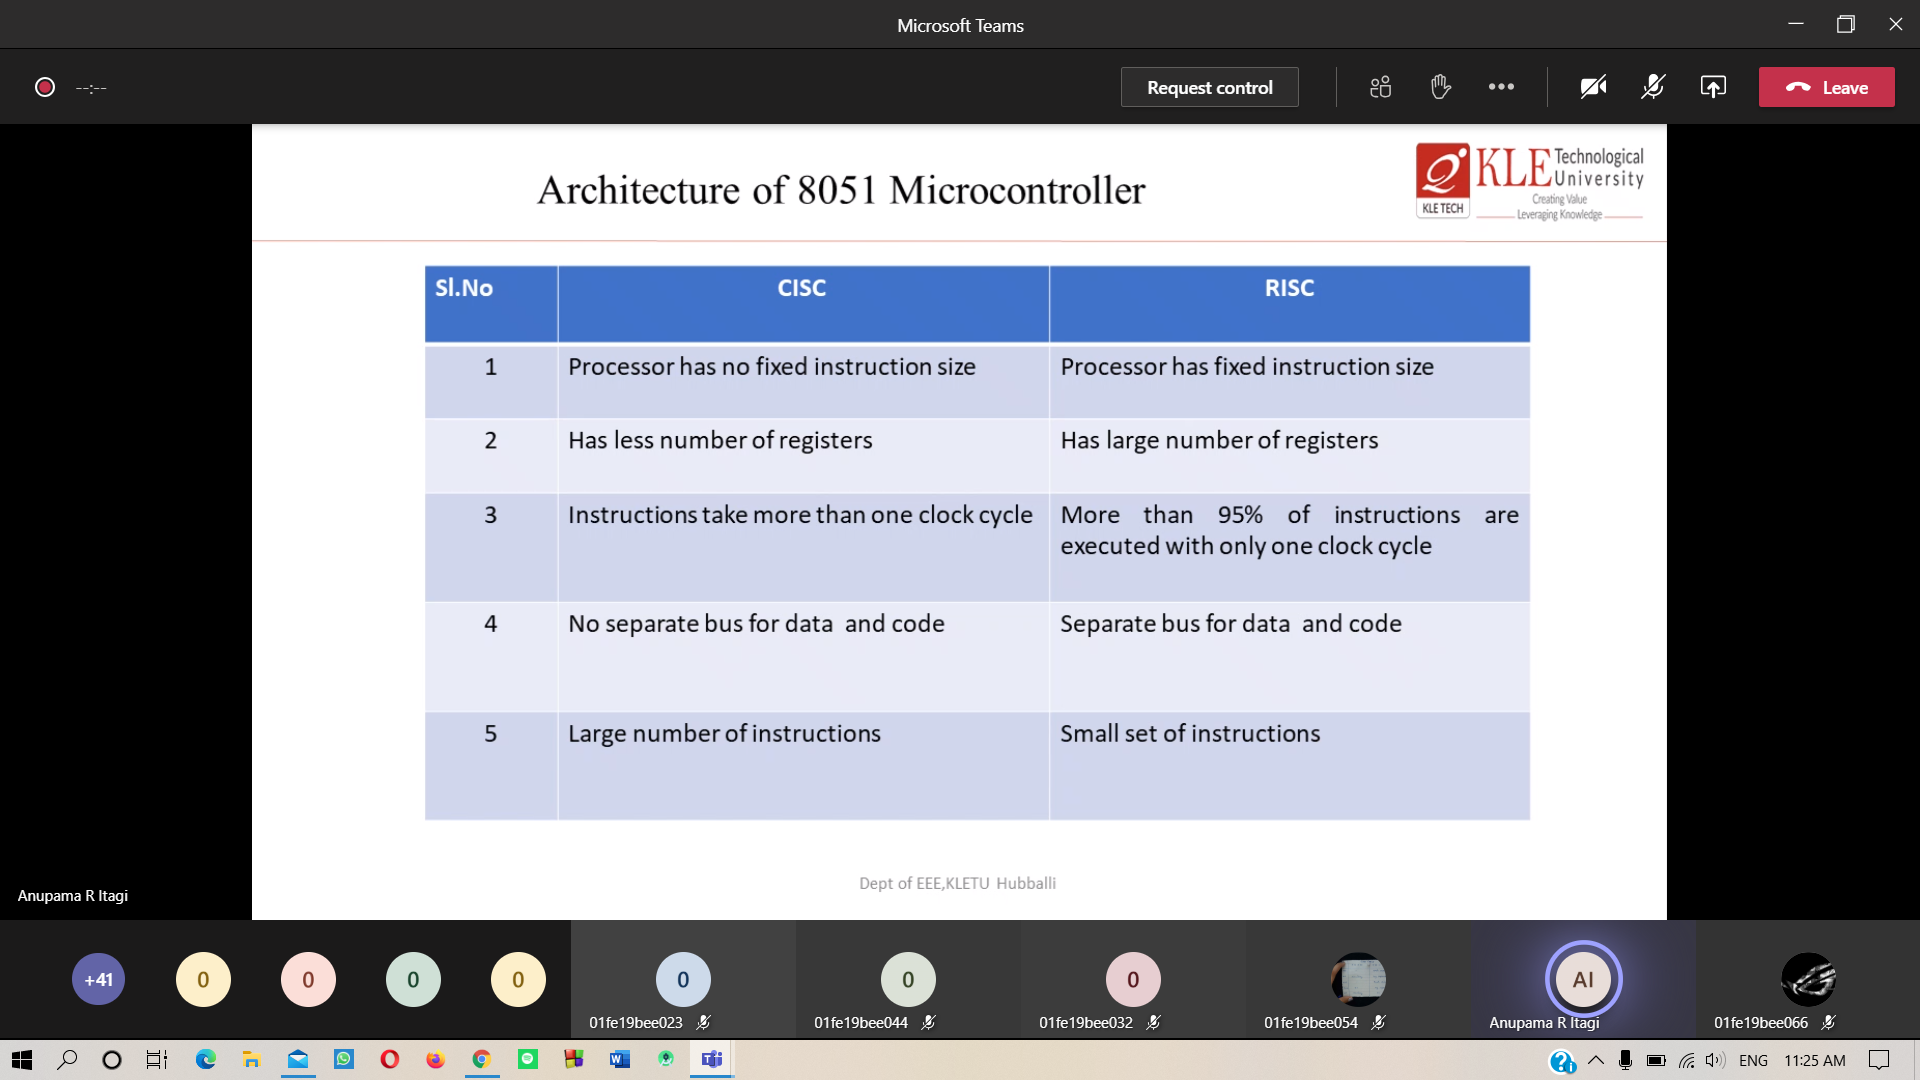 Microsoft Teams
--:--
Request control
Leave
Architecture of 8051 Microcontroller
KLE Technological University
KLE TECH
Creating Value
Leveraging Knowledge
Sl.No CISC RISC
1 Processor has no fixed instruction size Processor has fixed instruction size
2 Has less number of registers Has large number of registers
3 Instructions take more than one clock cycle More than 95% of instructions are
executed with only one clock cycle
4 No separate bus for data and code Separate bus for data and code
5 Large number of instructions Small set of instructions
Dept of EEE,KLETU Hubballi
Anupama R Itagi
+41 0 0 0 0 0 0 0 AI
01fe19bee023 01fe19bee044 01fe19bee032 01fe19bee054 Anupama R Itagi 01fe19bee066
ENG 11:25 AM